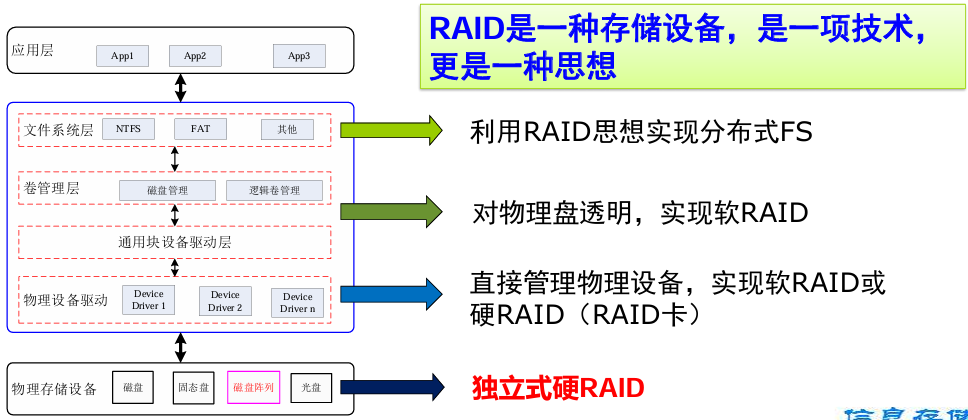 RAID是一种存储设备，是一项技术，
更是一种思想
应用层
App1
App2
App3
文件系统层
NTFS
FAT
其他
利用RAID思想实现分布式FS
卷管理层
磁盘管理
逻辑卷管理
对物理盘透明，实现软RAID
通用块设备驱动层
物理设备驱动
Device
Driver 1
Device
Driver 2
Device
Driver n
直接管理物理设备，实现软RAID或
硬RAID（RAID卡）
物理存储设备
磁盘
固态盘
磁盘阵列
光盘
独立式硬RAID
信息存储